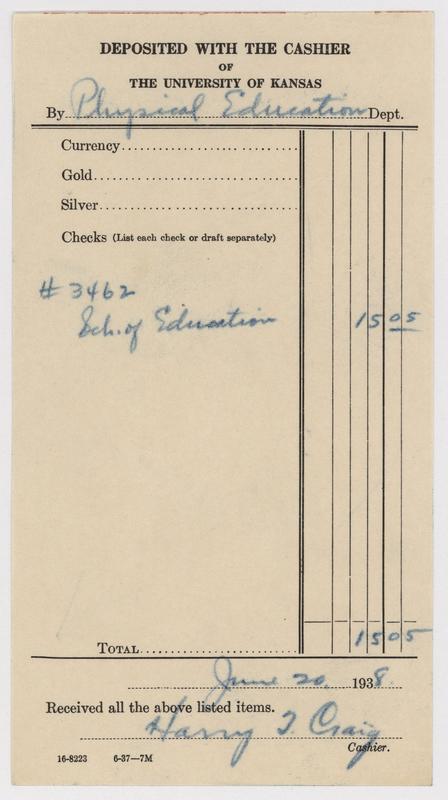 DEPOSITED WITH THE CASHIER
OF
THE UNIVERSITY OF KANSAS
By Physical Education Dept.
Currency
Gold
Silver
Checks (List each check or draft separately)
# 3462
Sch. of Education 15 05
TOTAL 15 05
June 20, 1938.
Received all the above listed items.
Harry I. Craig
Cashier.
16-8223 6-37—7M